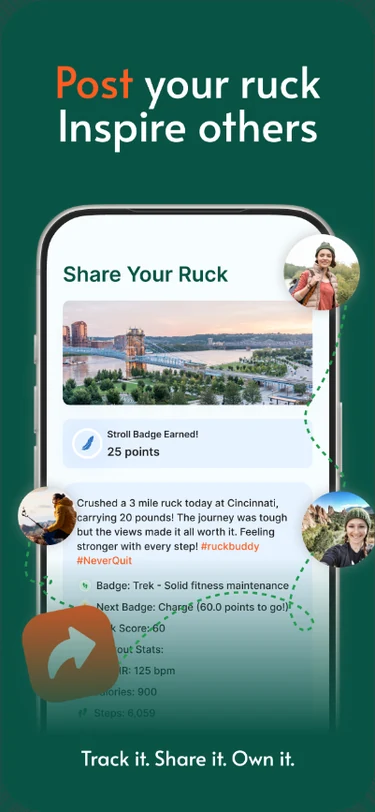 Post your ruck
Inspire others
Share Your Ruck
Stroll Badge Earned!
25 points
Crushed a 3 mile ruck today at Cincinnati,
carrying 20 pounds! The journey was tough
but the views made it all worth it. Feeling
stronger with every step! #ruckbuddy
#NeverQuit
Badge: Trek - Solid fitness maintenance
Next Badge: Charge (60.0 points to go!)
Score: 60
Stats:
HR: 125 bpm
Calories: 900
Steps: 6,059
Track it. Share it. Own it.